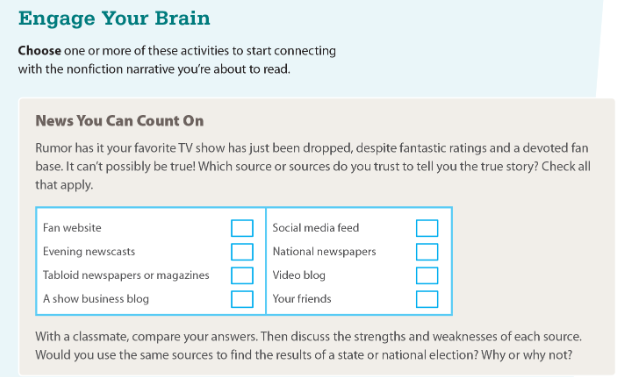 Engage Your Brain
Choose one or more of these activities to start connecting
with the nonfiction narrative you're about to read.
News You Can Count On
Rumor has it your favorite TV show has just been dropped, despite fantastic ratings and a devoted fan
base. It can't possibly be true! Which source or sources do you trust to tell you the true story? Check all
that apply.
Fan website
Evening newscasts
Tabloid newspapers or magazines
A show business blog
Social media feed
National newspapers
Video blog
Your friends
With a classmate, compare your answers. Then discuss the strengths and weaknesses of each source.
Would you use the same sources to find the results of a state or national election? Why or why not?